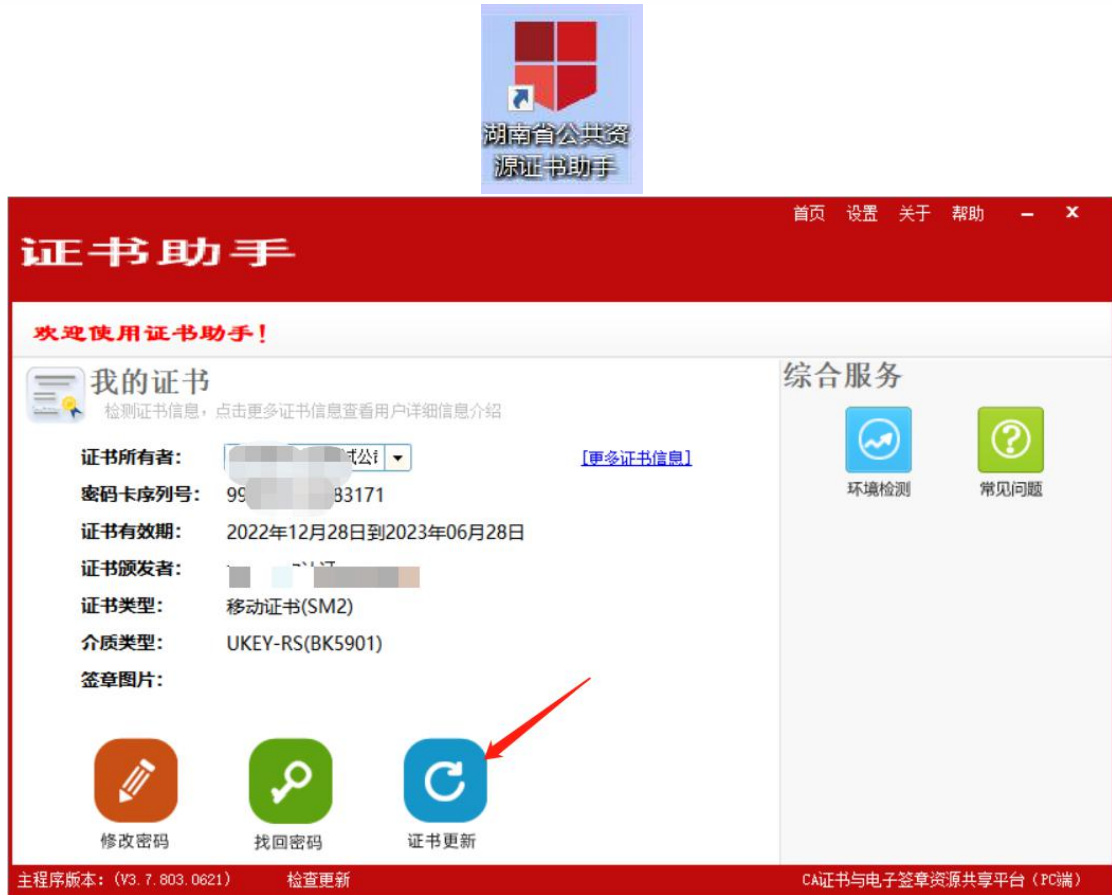 湖南省公共资
源证书助手
首页 设置 关于 帮助
证书助手
欢迎使用证书助手！
我的证书
检测证书信息，点击更多证书信息查看用户详细信息介绍
证书所有者： 试公司
[更多证书信息]
密码卡序列号： 99 83171
证书有效期： 2022年12月28日到2023年06月28日
证书颁发者：
证书类型： 移动证书(SM2)
介质类型： UKEY-RS(BK5901)
签章图片：
修改密码 找回密码 证书更新
综合服务
环境检测 常见问题
主程序版本：(V3.7.803.0621) 检查更新 CA证书与电子签章资源共享平台（PC端）